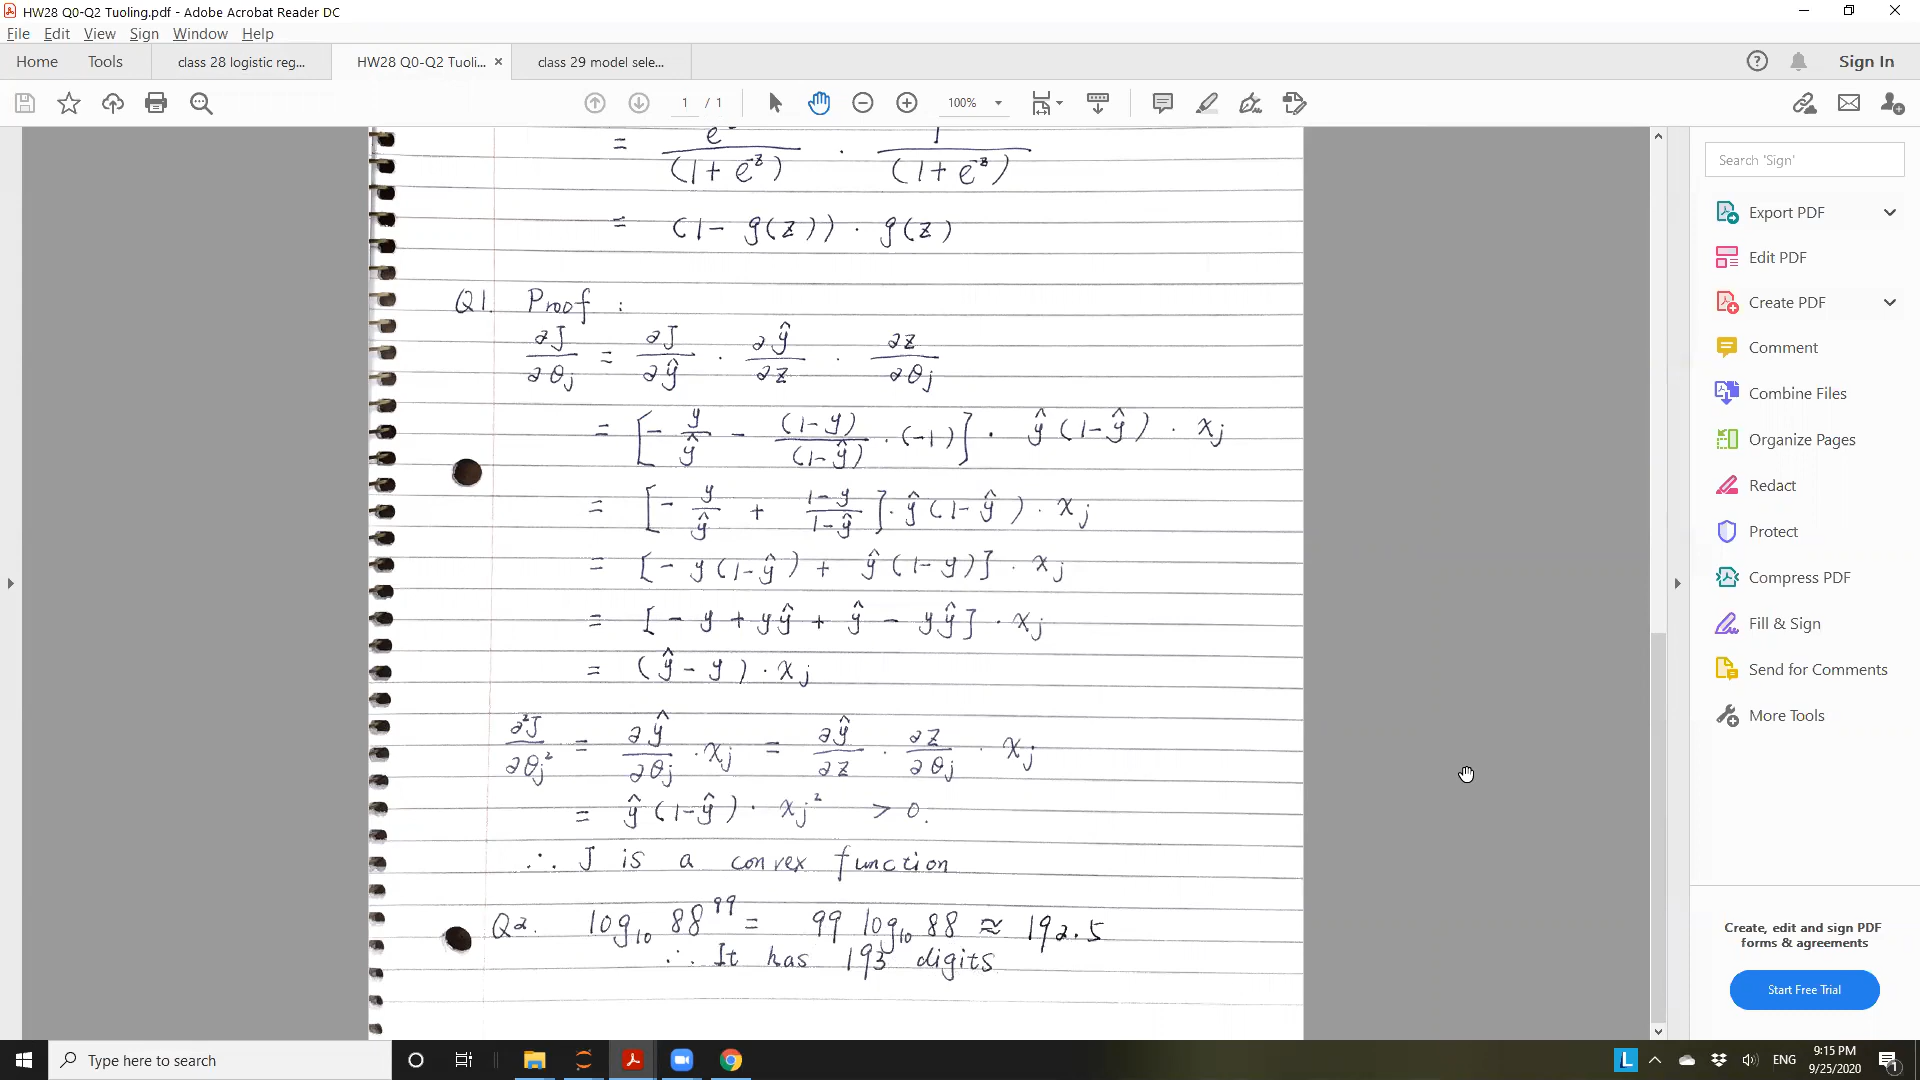 HW28 Q0-Q2 Tuoling.pdf - Adobe Acrobat Reader DC
File Edit View Sign Window Help
Home Tools class 28 logistic reg... HW28 Q0-Q2 Tuoli... × class 29 model sele... Sign In
1 / 1 100%
= e⁻ / (1 + e⁻ᶻ) · 1 / (1 + e⁻ᶻ)
= (1 - g(z)) · g(z)
Q1. Proof :
∂J/∂θj = ∂J/∂ŷ · ∂ŷ/∂z · ∂z/∂θj
= [- y/ŷ - (1-y)/(1-ŷ) · (-1)] · ŷ(1-ŷ) · xj
= [- y/ŷ + 1-y/1-ŷ] · ŷ(1-ŷ) · xj
= [- y(1-ŷ) + ŷ(1-y)] · xj
= [- y + yŷ + ŷ - yŷ] · xj
= (ŷ - y) · xj
∂²J/∂θj² = ∂ŷ/∂θj · xj = ∂ŷ/∂z · ∂z/∂θj · xj
= ŷ(1-ŷ) · xj² > 0.
∴ J is a convex function
Q2. log₁₀ 88⁹⁹ = 99 log₁₀ 88 ≈ 192.5
∴ It has 193 digits
Search 'Sign'
Export PDF
Edit PDF
Create PDF
Comment
Combine Files
Organize Pages
Redact
Protect
Compress PDF
Fill & Sign
Send for Comments
More Tools
Create, edit and sign PDF
forms & agreements
Start Free Trial
Type here to search
L
ENG
9:15 PM
9/25/2020
1